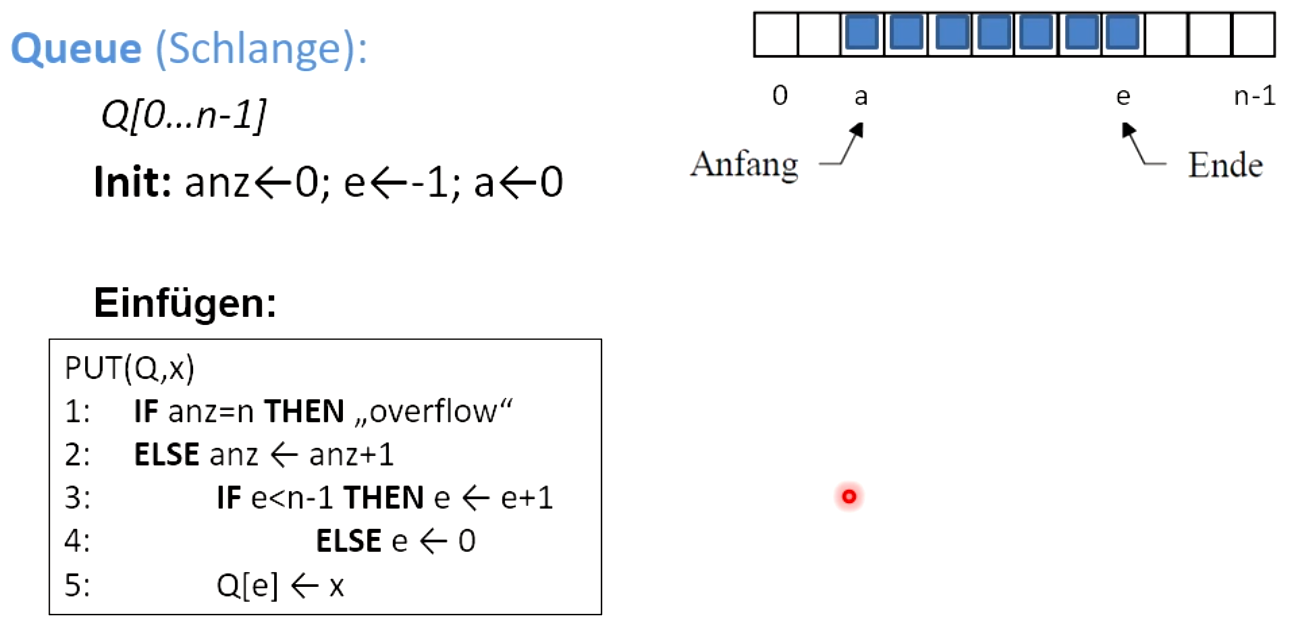 Queue (Schlange):
Q[0...n-1]
Init: anz←0; e←-1; a←0
0 a e n-1
Anfang Ende
Einfügen:
PUT(Q,x)
1: IF anz=n THEN „overflow“
2: ELSE anz ← anz+1
3: IF e<n-1 THEN e ← e+1
4: ELSE e ← 0
5: Q[e] ← x